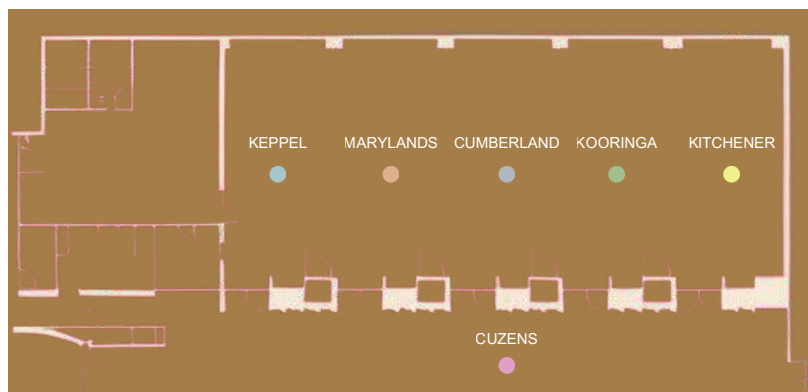 KEPPEL
MARYLANDS
CUMBERLAND
KOORINGA
KITCHENER
CUZENS